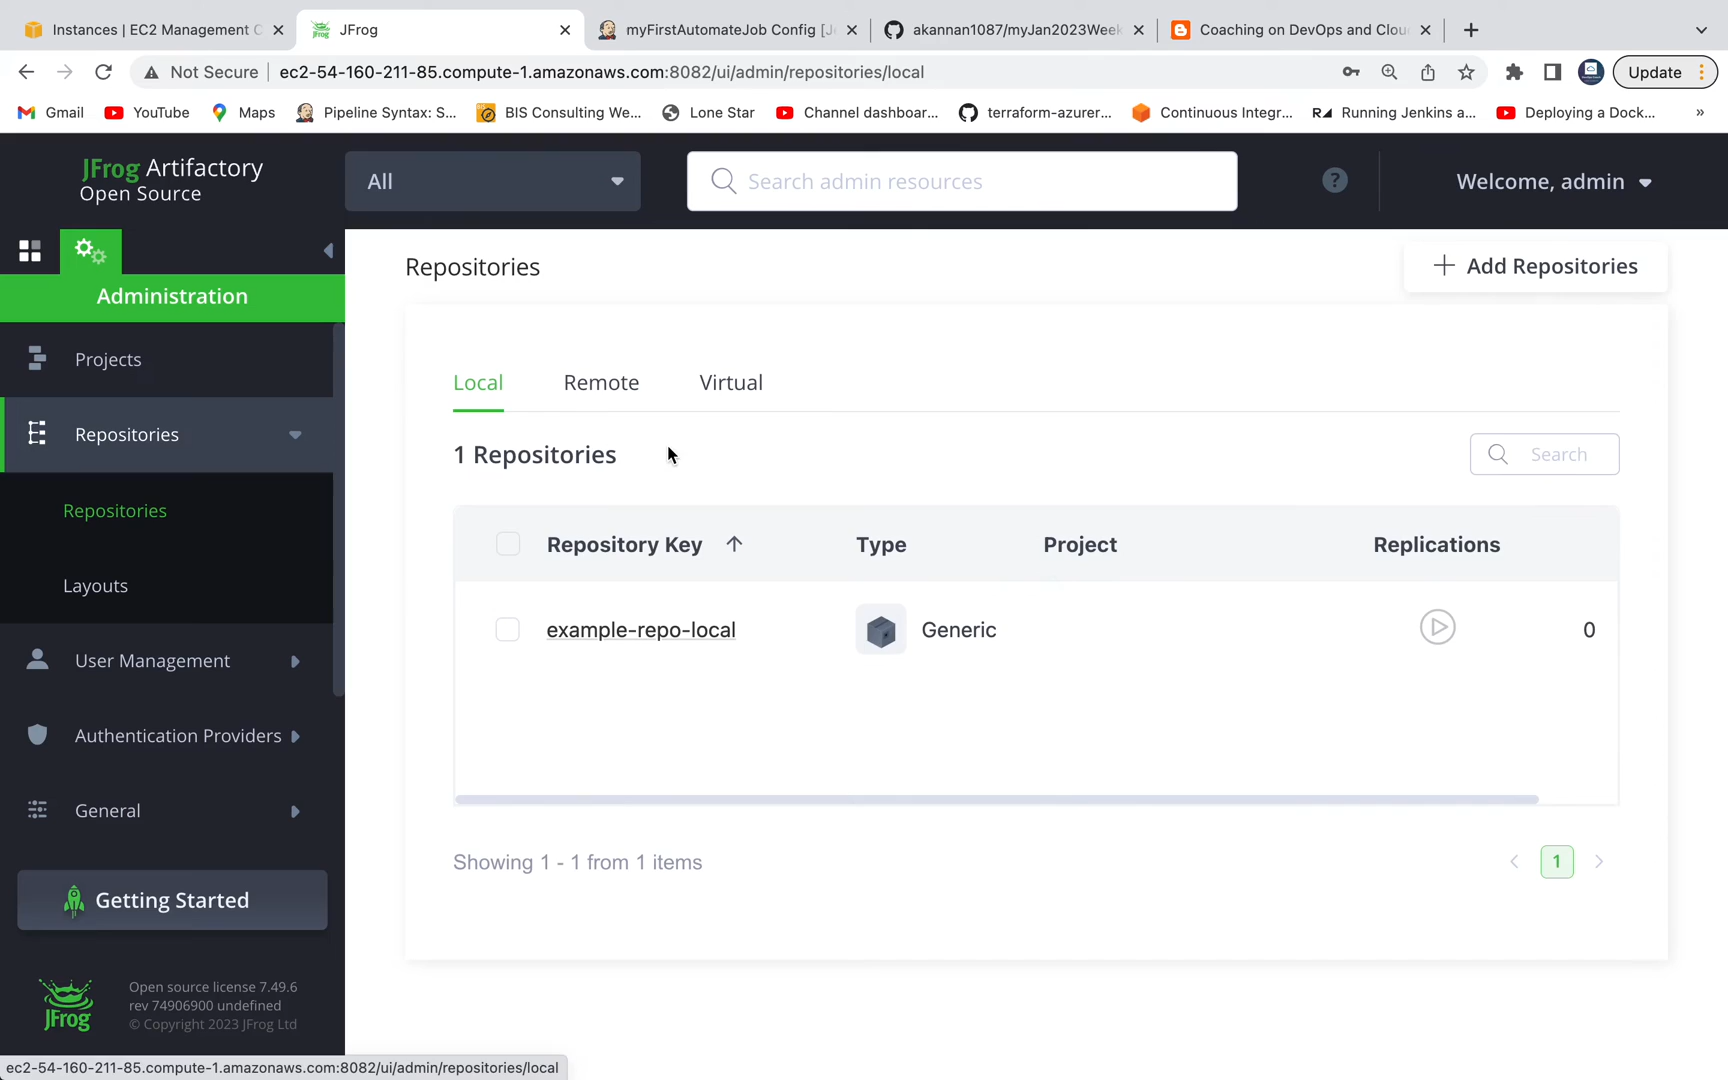 Instances | EC2 Management C
JFrog
myFirstAutomateJob Config [Je
akannan1087/myJan2023Week
Coaching on DevOps and Clou
Not Secure
ec2-54-160-211-85.compute-1.amazonaws.com:8082/ui/admin/repositories/local
Update
Gmail
YouTube
Maps
Pipeline Syntax: S...
BIS Consulting We...
Lone Star
Channel dashboar...
terraform-azurer...
Continuous Integr...
Running Jenkins a...
Deploying a Dock...
»
JFrog Artifactory
Open Source
All
Search admin resources
?
Welcome, admin
Administration
Projects
Repositories
Repositories
Layouts
User Management
Authentication Providers
General
Getting Started
JFrog
Open source license 7.49.6
rev 74906900 undefined
© Copyright 2023 JFrog Ltd
Repositories
Add Repositories
Local
Remote
Virtual
1 Repositories
Search
Repository Key
Type
Project
Replications
example-repo-local
Generic
0
Showing 1 - 1 from 1 items
1
ec2-54-160-211-85.compute-1.amazonaws.com:8082/ui/admin/repositories/local